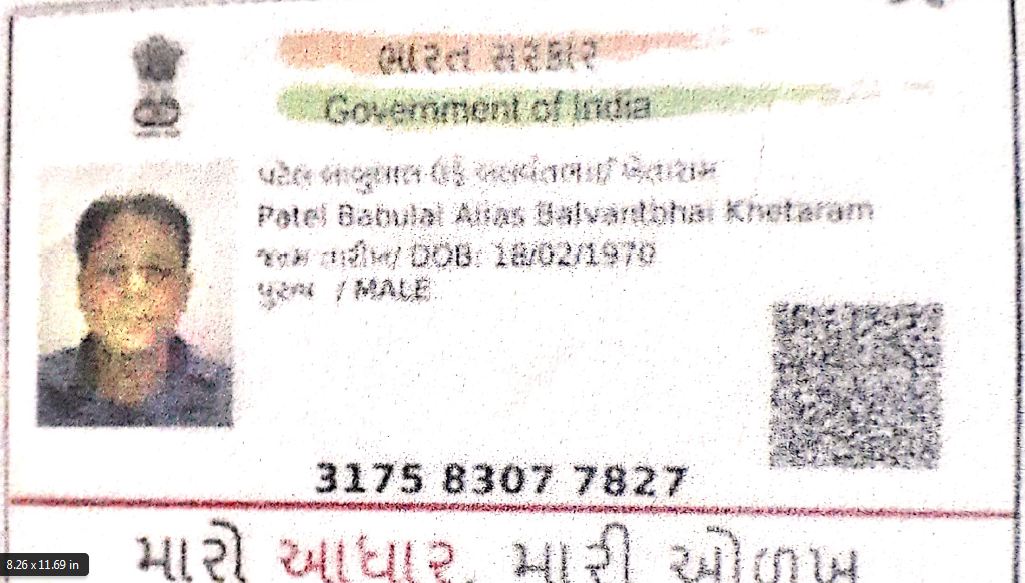 ભારત સરકાર
Government of India
પટેલ બાબુલાલ ઉર્ફે બલવંતભાઈ ખેતારામ
Patel Babulal Alias Balvantbhai Khetaram
જન્મ તારીખ/ DOB: 18/02/1970
પુરુષ / MALE
3175 8307 7827
મારો આધાર, મારી ઓળખ
8.26 x 11.69 in